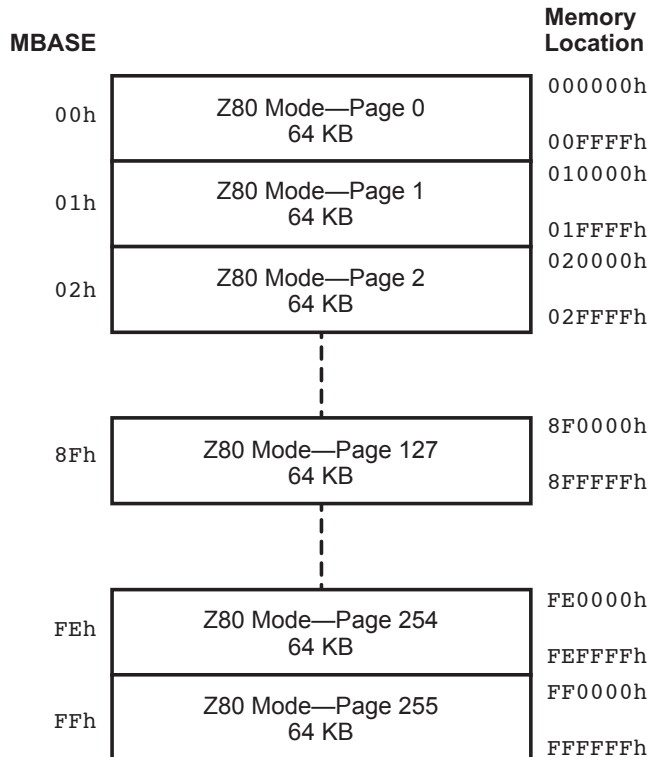 MBASE
Memory
Location
00h
Z80 Mode—Page 0
64 KB
000000h
00FFFFh
01h
Z80 Mode—Page 1
64 KB
010000h
01FFFFh
02h
Z80 Mode—Page 2
64 KB
020000h
02FFFFh
8Fh
Z80 Mode—Page 127
64 KB
8F0000h
8FFFFFh
FEh
Z80 Mode—Page 254
64 KB
FE0000h
FEFFFFh
FFh
Z80 Mode—Page 255
64 KB
FF0000h
FFFFFFh